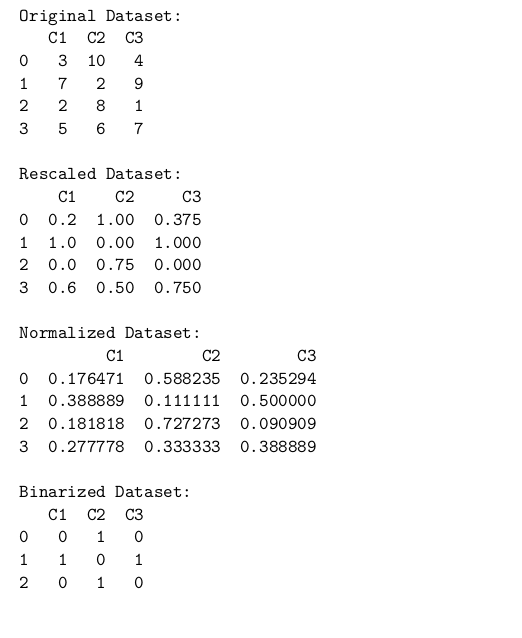 Original Dataset:
   C1  C2  C3
0   3  10   4
1   7   2   9
2   2   8   1
3   5   6   7

Rescaled Dataset:
    C1    C2     C3
0  0.2  1.00  0.375
1  1.0  0.00  1.000
2  0.0  0.75  0.000
3  0.6  0.50  0.750

Normalized Dataset:
         C1        C2        C3
0  0.176471  0.588235  0.235294
1  0.388889  0.111111  0.500000
2  0.181818  0.727273  0.090909
3  0.277778  0.333333  0.388889

Binarized Dataset:
   C1  C2  C3
0   0   1   0
1   1   0   1
2   0   1   0